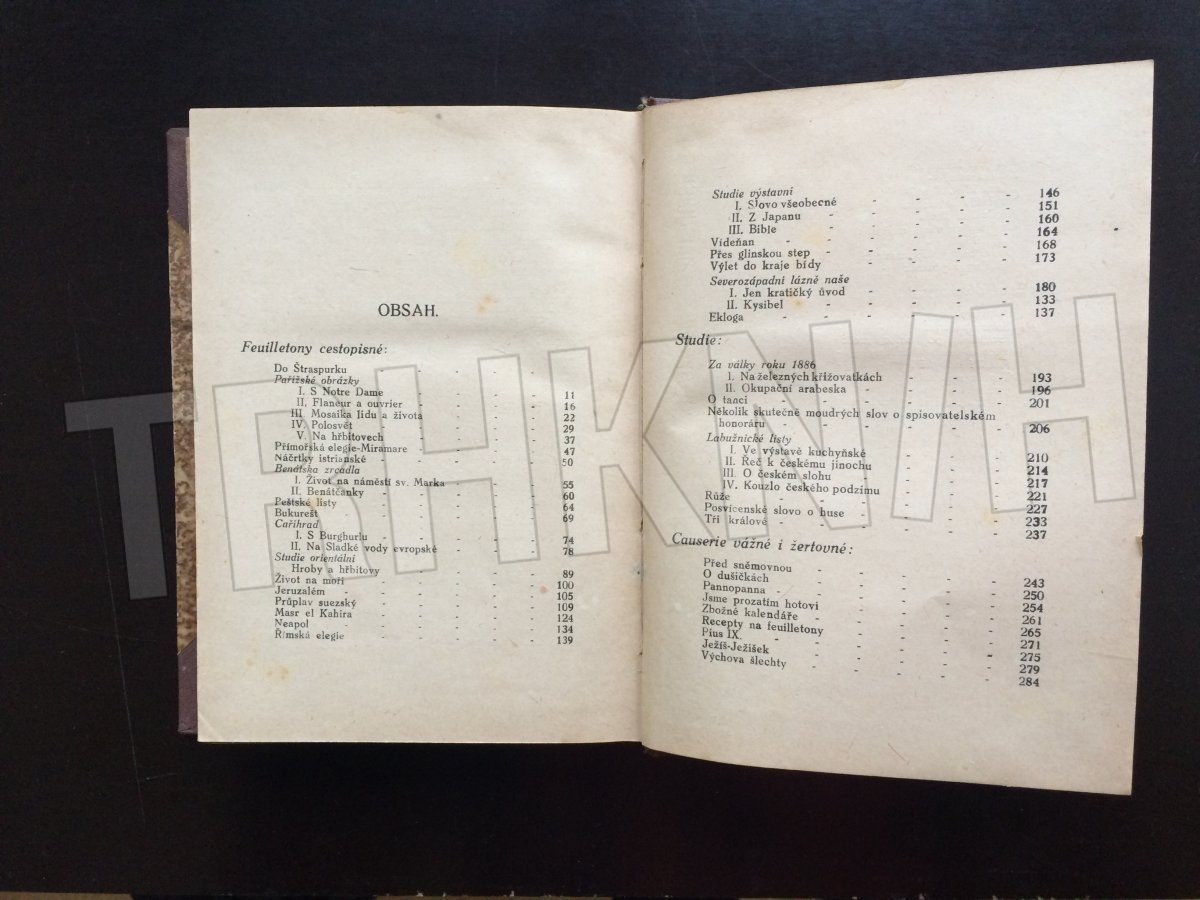 OBSAH.
Feuilletony cestopisné:
Do Štraspurku
Pařížské obrázky
I. S Notre Dame 11
II. Flaneur a ouvrier 16
III. Mosaika lidu a života 22
IV. Polosvět 29
V. Na hřbitovech 37
Přímořská elegie-Miramare 47
Náčrtky istrianské 50
Benátska zrcadla
I. Život na náměstí sv. Marka 55
II. Benátčanky 60
Peštské listy 64
Bukurešt 69
Cařihrad
I. S Burghurlu 74
II. Na Sladké vody evropské 78
Studie orientální
Hroby a hřbitovy 89
Život na moři 100
Jeruzalém 105
Průplav suezský 109
Masr el Kahira 124
Neapol 134
Římská elegie 139
Studie výstavní 146
I. Slovo všeobecné 151
II. Z Japanu 160
III. Bible 164
Vídeňan 168
Přes glinskou step 173
Výlet do kraje bídy
Severozápadní lázně naše
I. Jen kratičký úvod 180
II. Kysibel 133
Ekloga 137
Studie:
Za války roku 1886
I. Na železných křížovatkách 193
II. Okupační arabeska 196
O tanci 201
Několik skutečně moudrých slov o spisovatelském
honoráru 206
Labužnické listy
I. Ve výstavě kuchyňské 210
II. Řeč k českému jinochu 214
III. O českém slohu 217
IV. Kouzlo českého podzimu 221
Růže 227
Posvícenské slovo o huse 233
Tři králové 237
Causerie vážné i žertovné:
Před sněmovnou 243
O dušičkách 250
Pannopanna 254
Jsme prozatím hotovi 261
Zbožné kalendáře 265
Recepty na feuilletony 271
Pius IX. 275
Ježíš-Ježíšek 279
Výchova šlechty 284
TRHKNIH